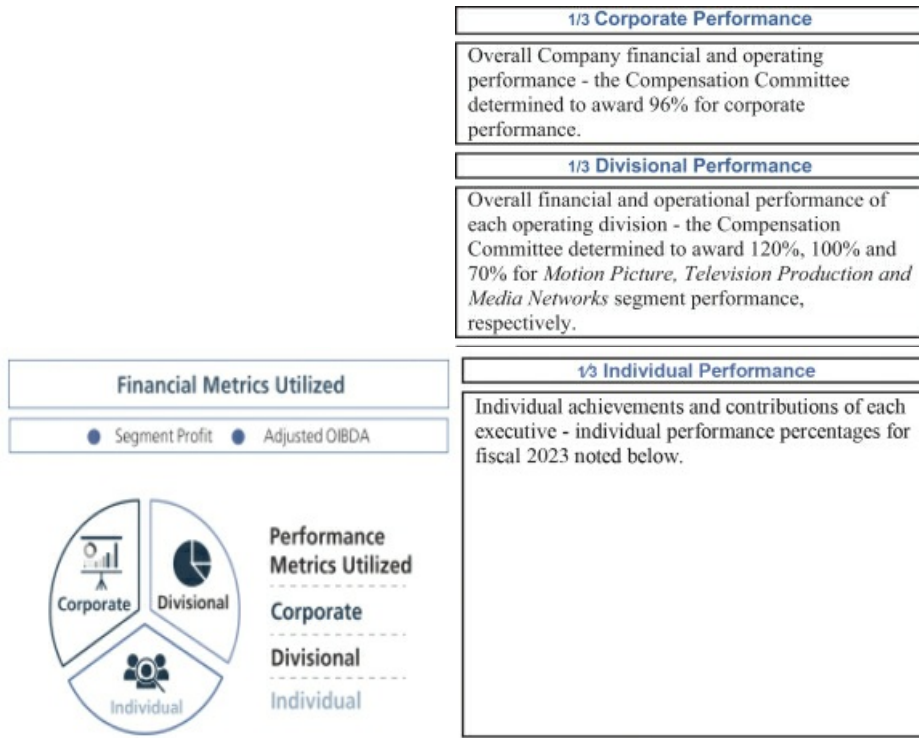 1/3 Corporate Performance
Overall Company financial and operating
performance - the Compensation Committee
determined to award 96% for corporate
performance.
1/3 Divisional Performance
Overall financial and operational performance of
each operating division - the Compensation
Committee determined to award 120%, 100% and
70% for Motion Picture, Television Production and
Media Networks segment performance,
respectively.
Financial Metrics Utilized
Segment Profit Adjusted OIBDA
Corporate
Divisional
Individual
Performance
Metrics Utilized
Corporate
Divisional
Individual
1⁄3 Individual Performance
Individual achievements and contributions of each
executive - individual performance percentages for
fiscal 2023 noted below.